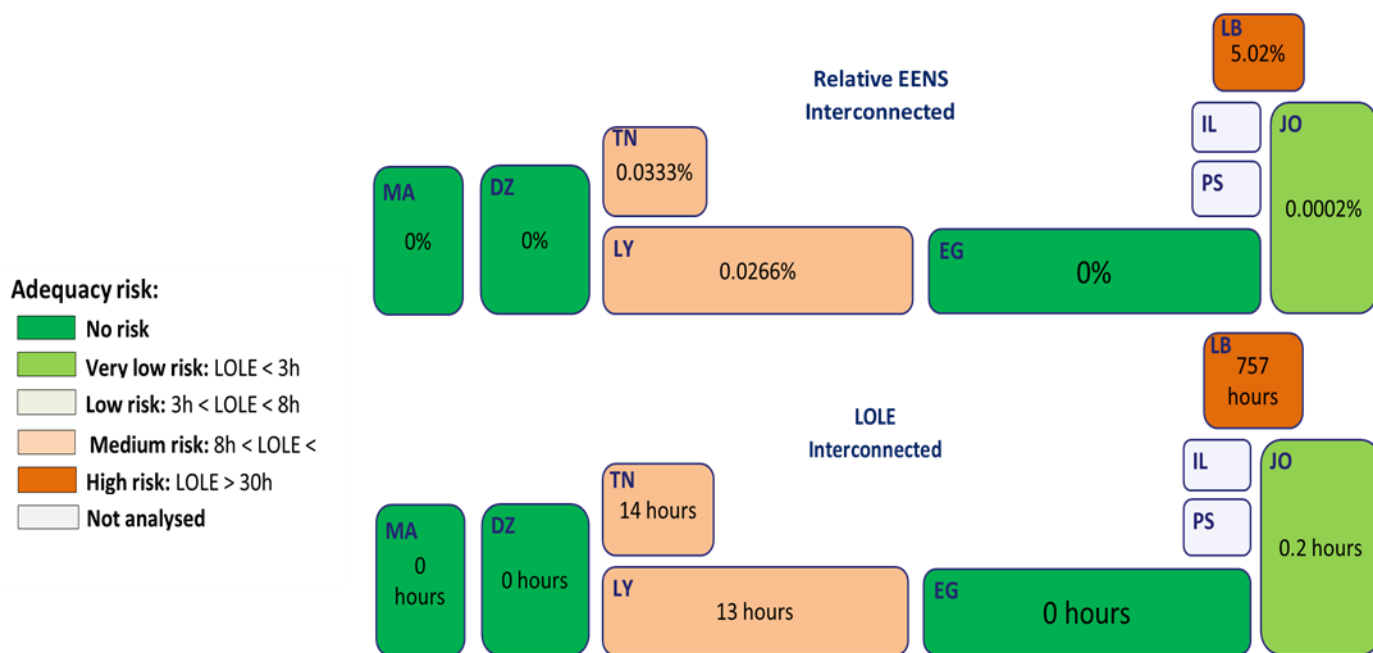 Relative EENS
Interconnected
LB
5.02%
IL
JO
TN
0.0333%
PS
MA
0%
DZ
0%
0.0002%
LY
0.0266%
EG
0%
Adequacy risk:
No risk
Very low risk: LOLE < 3h
Low risk: 3h < LOLE < 8h
Medium risk: 8h < LOLE <
High risk: LOLE > 30h
Not analysed
LOLE
Interconnected
LB
757
hours
IL
JO
TN
14 hours
PS
MA
0
hours
DZ
0 hours
0.2 hours
LY
13 hours
EG
0 hours